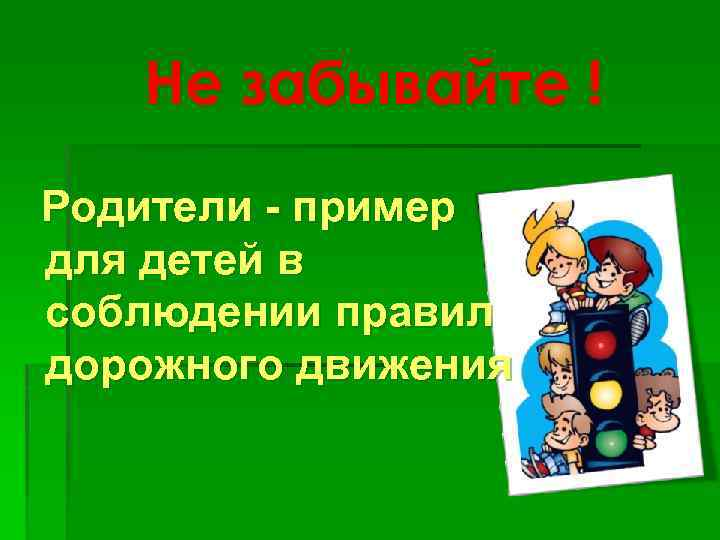 Не забывайте !
Родители - пример
для детей в
соблюдении правил
дорожного движения